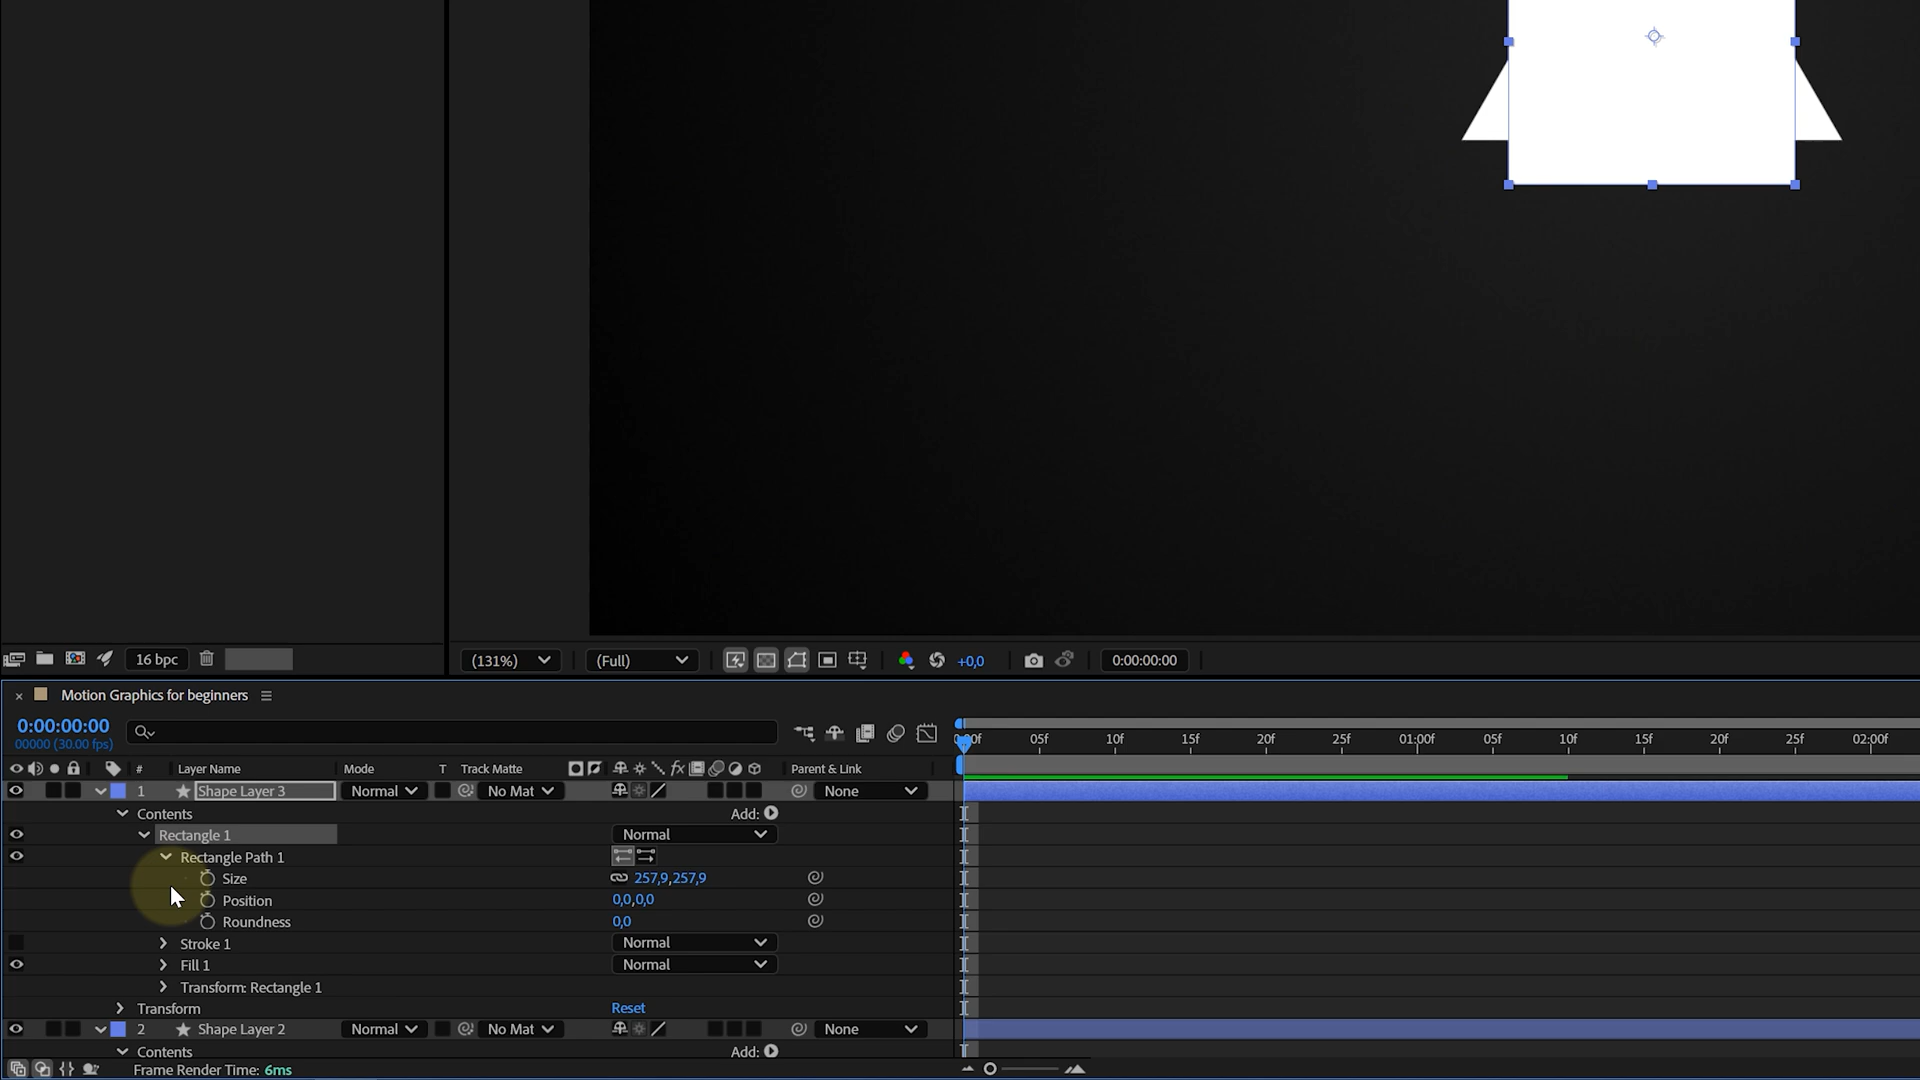 16 bpc
(131%)
(Full)
+0,0
0:00:00:00
Motion Graphics for beginners
0:00:00:00
00000 (30.00 fps)
05f 10f 15f 20f 25f 01:00f 05f 10f 15f 20f 25f 02:00f
# Layer Name Mode T Track Matte fx Parent & Link
1 Shape Layer 3 Normal No Mat None
Contents Add:
Rectangle 1 Normal
Rectangle Path 1
Size 257,9,257,9
Position 0,0,0,0
Roundness 0,0
Stroke 1 Normal
Fill 1 Normal
Transform: Rectangle 1
Transform Reset
2 Shape Layer 2 Normal No Mat None
Contents Add:
Frame Render Time: 6ms